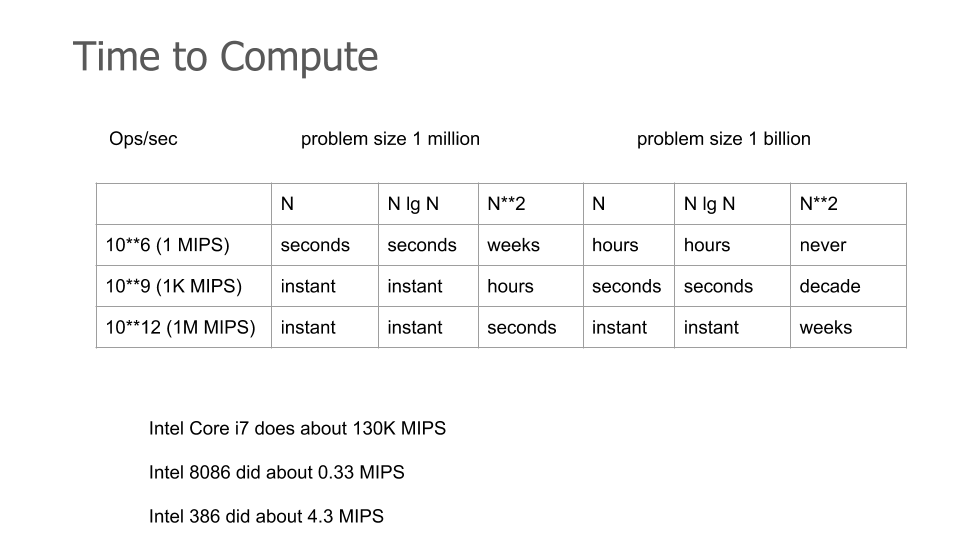 Time to Compute
Ops/sec problem size 1 million problem size 1 billion
N N lg N N**2 N N lg N N**2
10**6 (1 MIPS) seconds seconds weeks hours hours never
10**9 (1K MIPS) instant instant hours seconds seconds decade
10**12 (1M MIPS) instant instant seconds instant instant weeks
Intel Core i7 does about 130K MIPS
Intel 8086 did about 0.33 MIPS
Intel 386 did about 4.3 MIPS